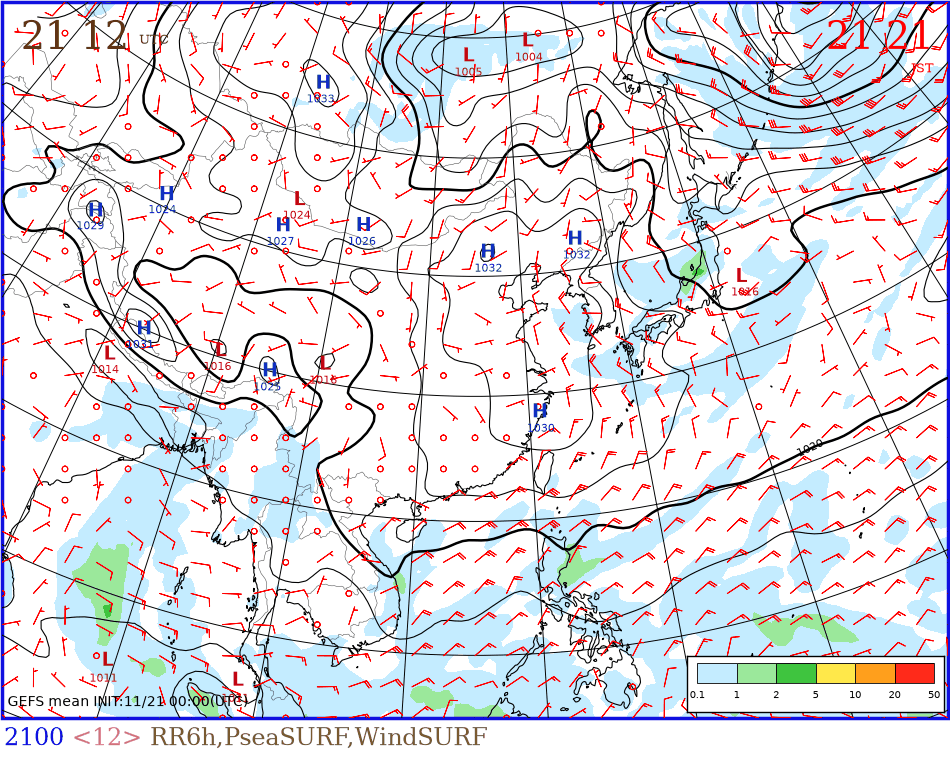 21 12 UTC
21 21 JST
L 1005
L 1004
H 1033
H 1029
H 1024
L 1024
H 1027
H 1026
H 1032
H 1032
L 1016
H
L 1014
L 1016
H 1025
L 1016
H 1030
1020
L 1011
L
GEFS mean INIT:11/21 00:00(UTC)
0.1 1 2 5 10 20 50
2100 <12> RR6h,PseaSURF,WindSURF